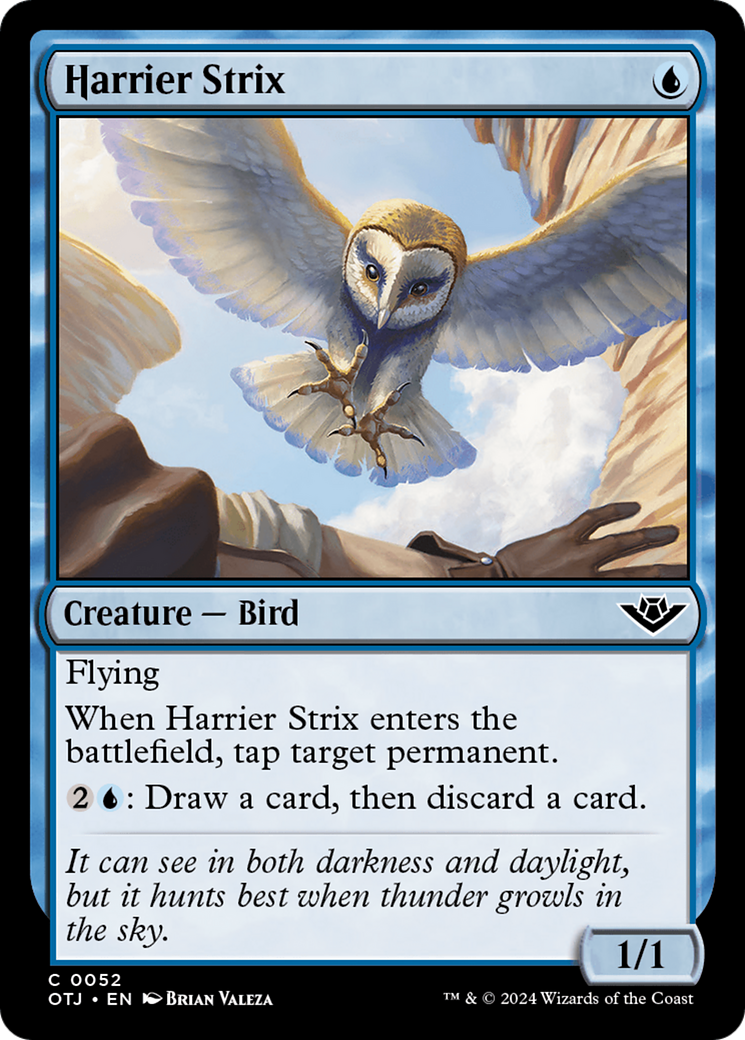 Harrier Strix
Creature — Bird
Flying
When Harrier Strix enters the
battlefield, tap target permanent.
2: Draw a card, then discard a card.
It can see in both darkness and daylight,
but it hunts best when thunder growls in
the sky.
1/1
C 0052
OTJ • EN Brian Valeza
™ & © 2024 Wizards of the Coast